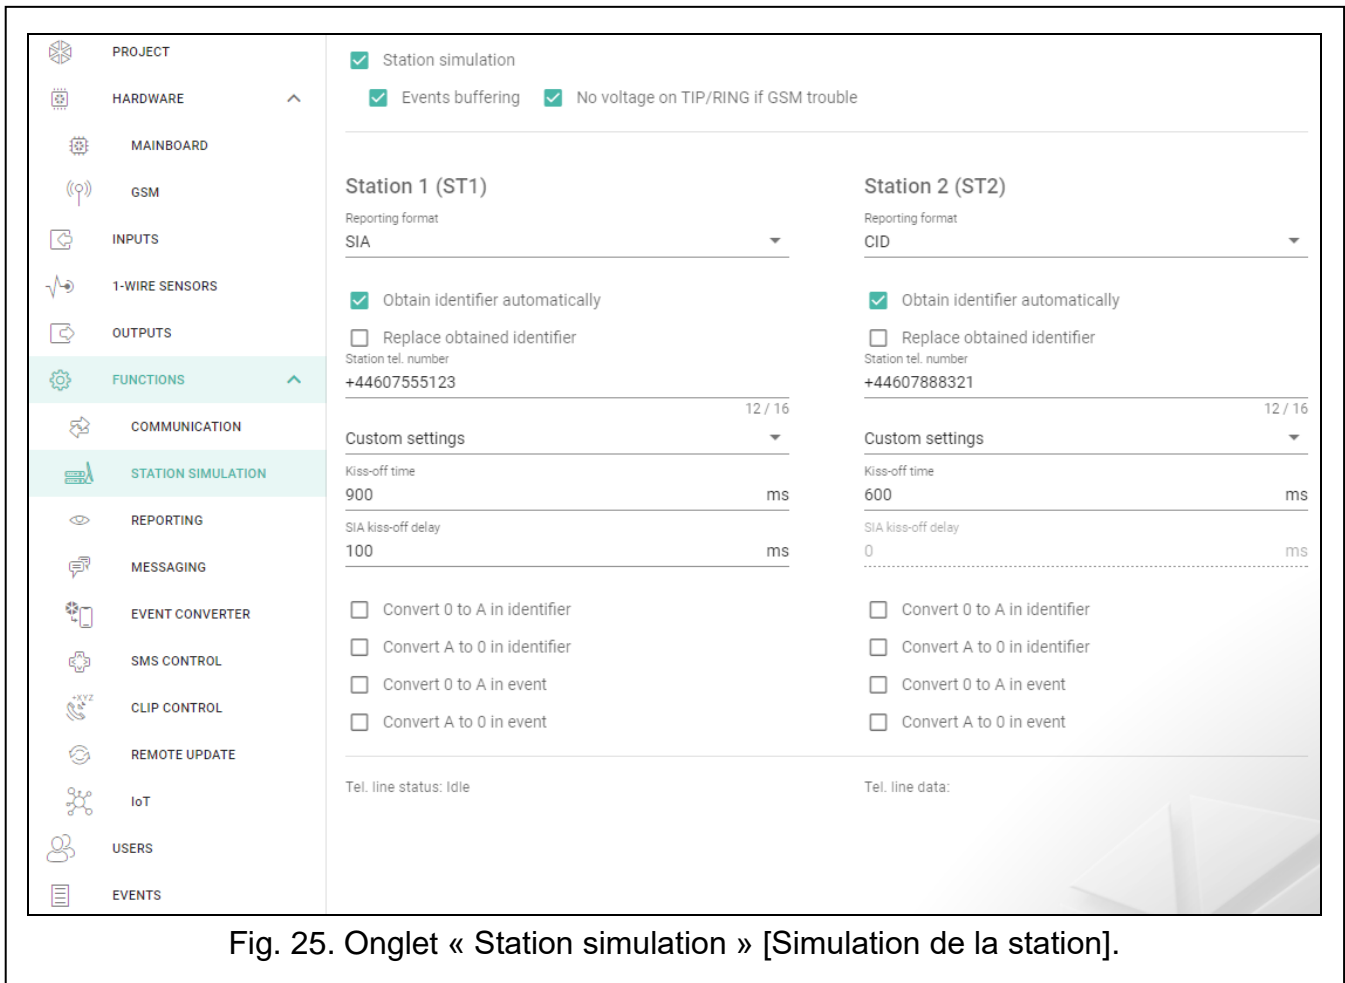 PROJECT
HARDWARE
MAINBOARD
GSM
INPUTS
1-WIRE SENSORS
OUTPUTS
FUNCTIONS
COMMUNICATION
STATION SIMULATION
REPORTING
MESSAGING
EVENT CONVERTER
SMS CONTROL
+XYZ
CLIP CONTROL
REMOTE UPDATE
IoT
USERS
EVENTS
Station simulation
Events buffering No voltage on TIP/RING if GSM trouble
Station 1 (ST1)
Reporting format
SIA
Obtain identifier automatically
Replace obtained identifier
Station tel. number
+44607555123
12 / 16
Custom settings
Kiss-off time
900 ms
SIA kiss-off delay
100 ms
Convert 0 to A in identifier
Convert A to 0 in identifier
Convert 0 to A in event
Convert A to 0 in event
Station 2 (ST2)
Reporting format
CID
Obtain identifier automatically
Replace obtained identifier
Station tel. number
+44607888321
12 / 16
Custom settings
Kiss-off time
600 ms
SIA kiss-off delay
0 ms
Convert 0 to A in identifier
Convert A to 0 in identifier
Convert 0 to A in event
Convert A to 0 in event
Tel. line status: Idle
Tel. line data:
Fig. 25. Onglet « Station simulation » [Simulation de la station].